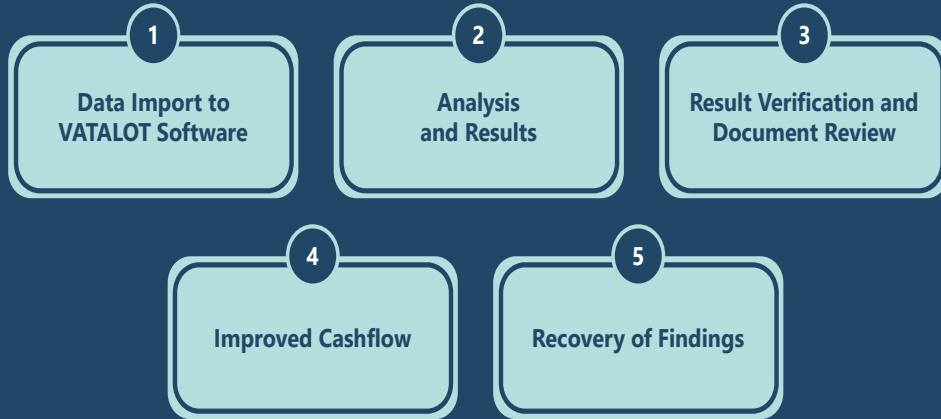 1
Data Import to
VATALOT Software
2
Analysis
and Results
3
Result Verification and
Document Review
4
Improved Cashflow
5
Recovery of Findings